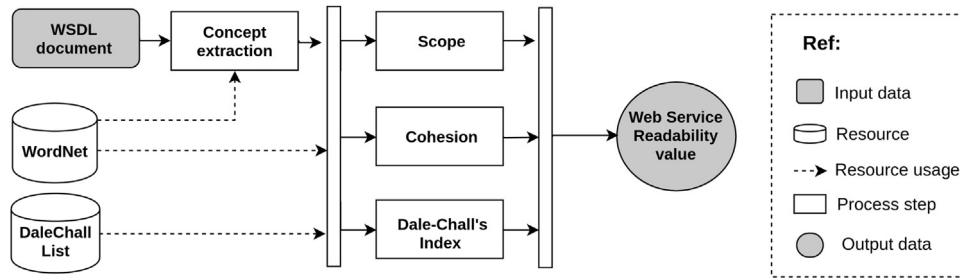 WSDL
document
Concept
extraction
Scope
WordNet
Cohesion
DaleChall
List
Dale-Chall's
Index
Web Service
Readability
value
Ref:
Input data
Resource
Resource usage
Process step
Output data